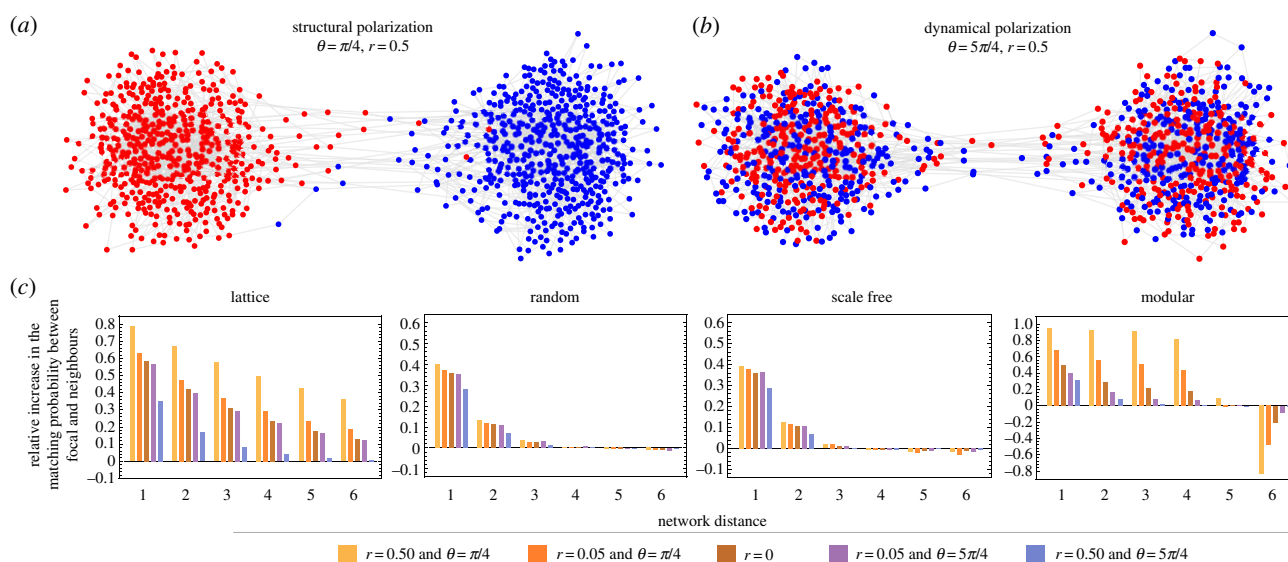 (a)
structural polarization
θ = π/4, r = 0.5
(b)
dynamical polarization
θ = 5π/4, r = 0.5
(c)
relative increase in the
matching probability between
focal and neighbours
lattice
0.8
0.7
0.6
0.5
0.4
0.3
0.2
0.1
0
–0.1
1 2 3 4 5 6
random
0.6
0.5
0.4
0.3
0.2
0.1
0
–0.1
1 2 3 4 5 6
scale free
0.6
0.5
0.4
0.3
0.2
0.1
0
–0.1
1 2 3 4 5 6
modular
1.0
0.8
0.6
0.4
0.2
0
–0.2
–0.4
–0.6
–0.8
1 2 3 4 5 6
network distance
r = 0.50 and θ = π/4 r = 0.05 and θ = π/4 r = 0 r = 0.05 and θ = 5π/4 r = 0.50 and θ = 5π/4